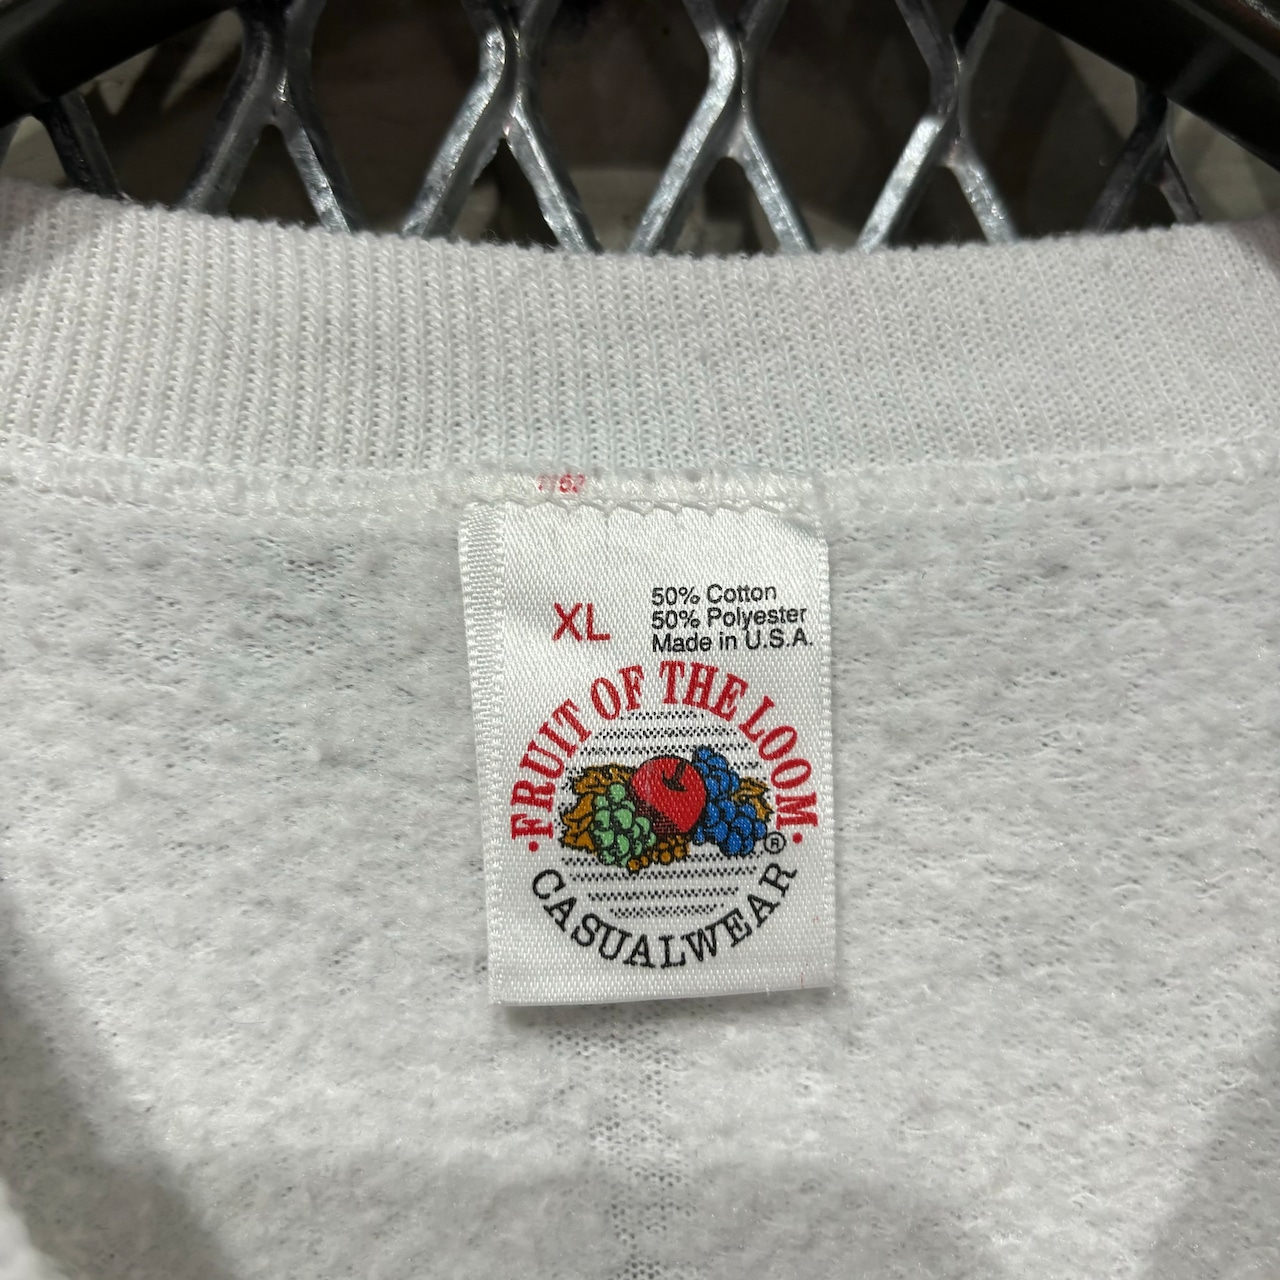 XL
50% Cotton
50% Polyester
Made in U.S.A.
·FRUIT OF THE LOOM·
®
CASUALWEAR